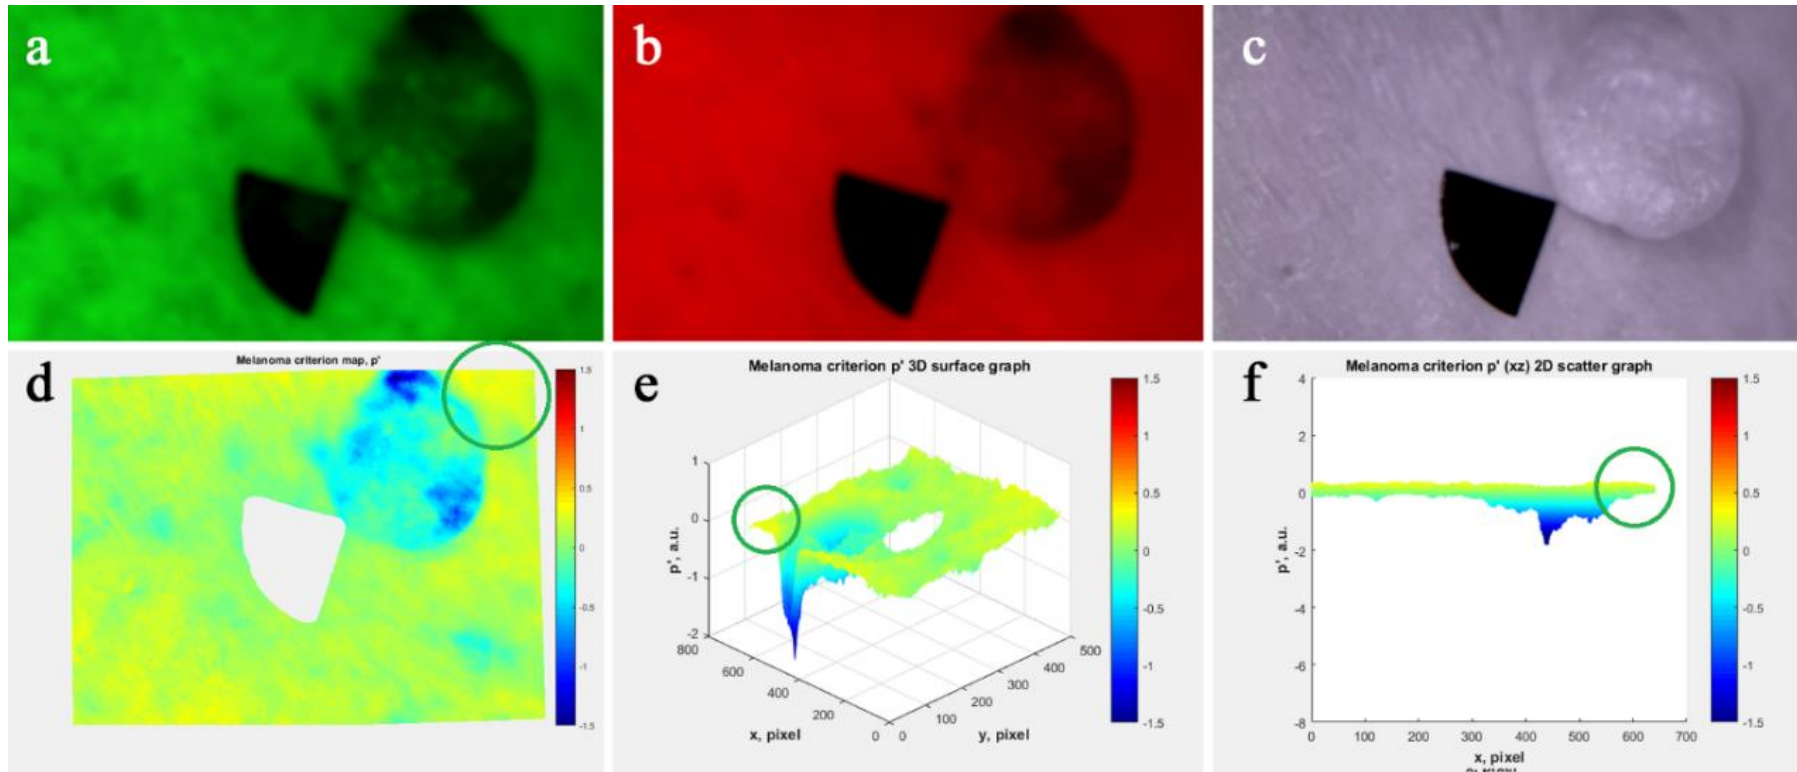 a
b
c
d
Melanoma criterion map, p'
1.5
1
0.5
0
-0.5
-1
-1.5
e
Melanoma criterion p' 3D surface graph
p', a.u.
1
0
-1
-2
800
600
400
200
0
x, pixel
0
100
200
300
400
500
y, pixel
1.5
1
0.5
0
-0.5
-1
-1.5
f
Melanoma criterion p' (xz) 2D scatter graph
p', a.u.
4
2
0
-2
-4
-6
-8
0 100 200 300 400 500 600 700
x, pixel
1.5
1
0.5
0
-0.5
-1
-1.5